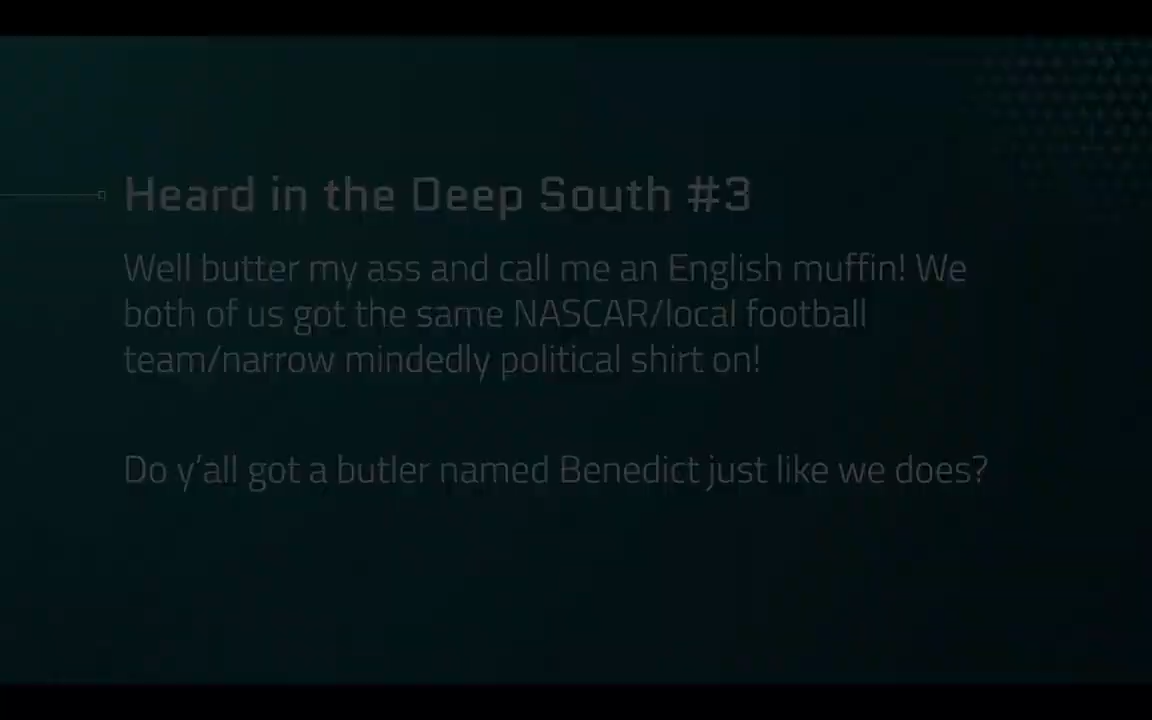 Heard in the Deep South #3
Well butter my ass and call me an English muffin! We
both of us got the same NASCAR/local football
team/narrow mindedly political shirt on!
Do y'all got a butler named Benedict just like we does?